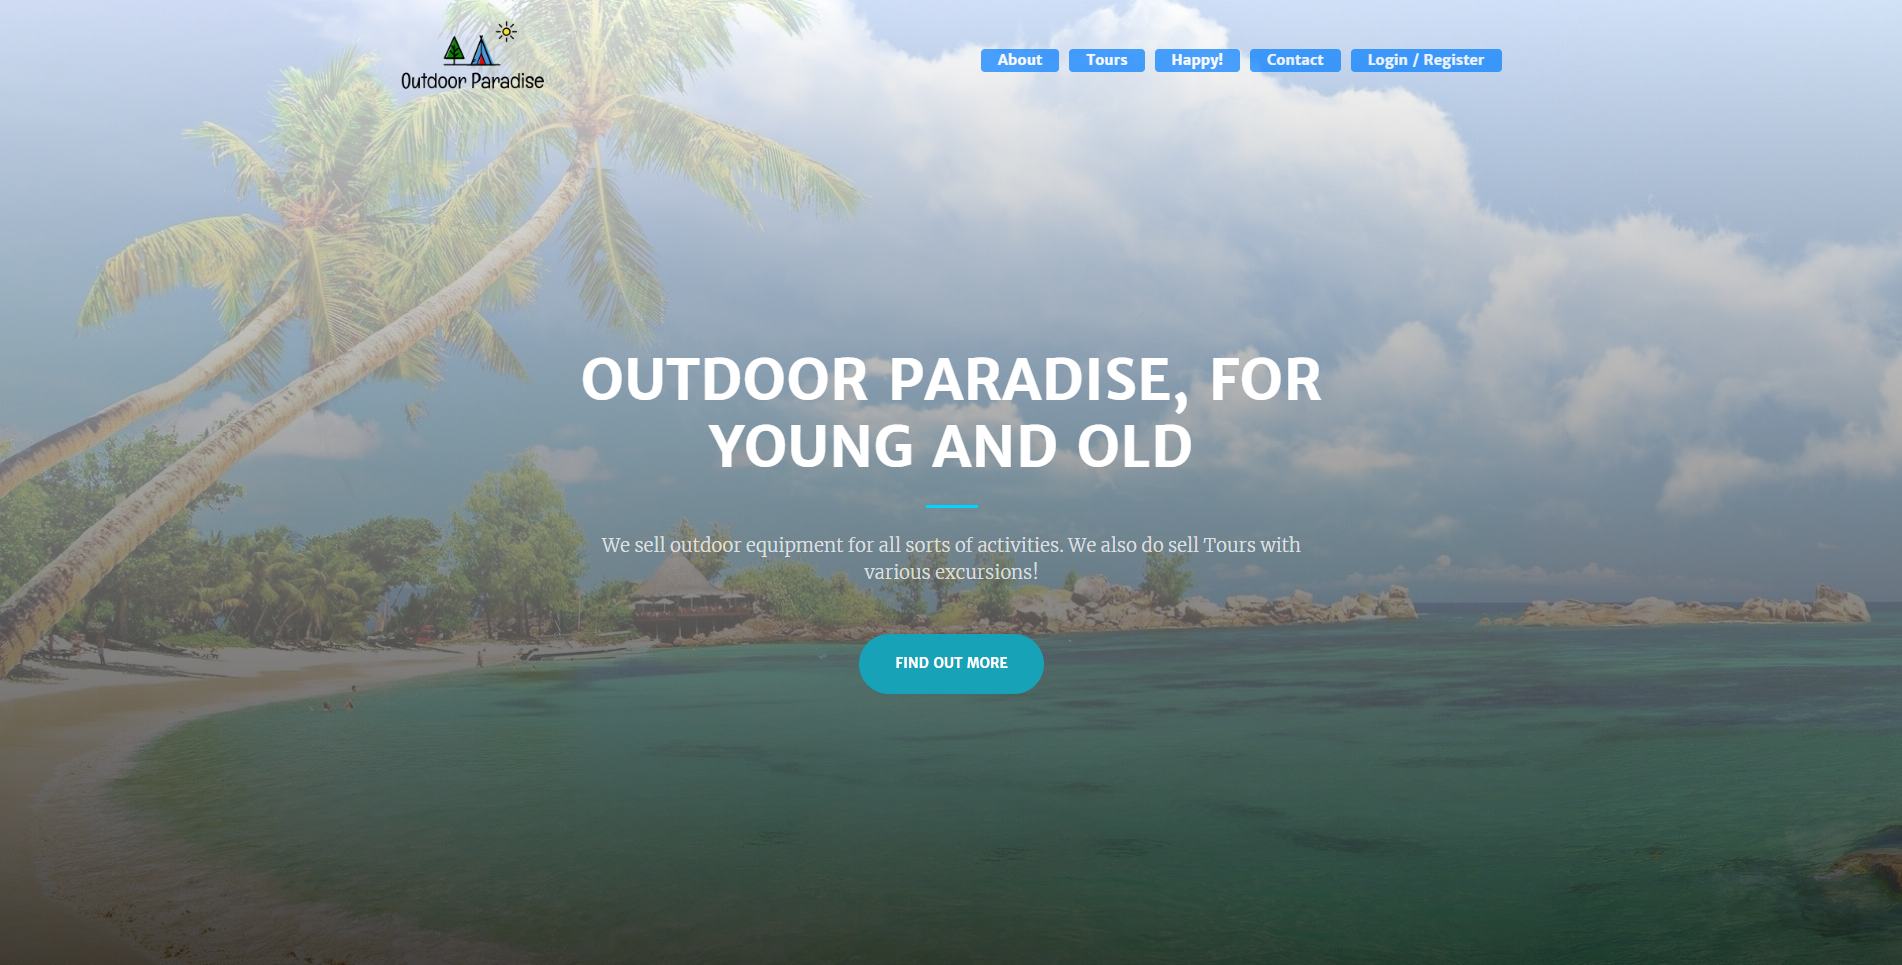 Outdoor Paradise
About
Tours
Happy!
Contact
Login / Register
OUTDOOR PARADISE, FOR
YOUNG AND OLD
We sell outdoor equipment for all sorts of activities. We also do sell Tours with
various excursions!
FIND OUT MORE